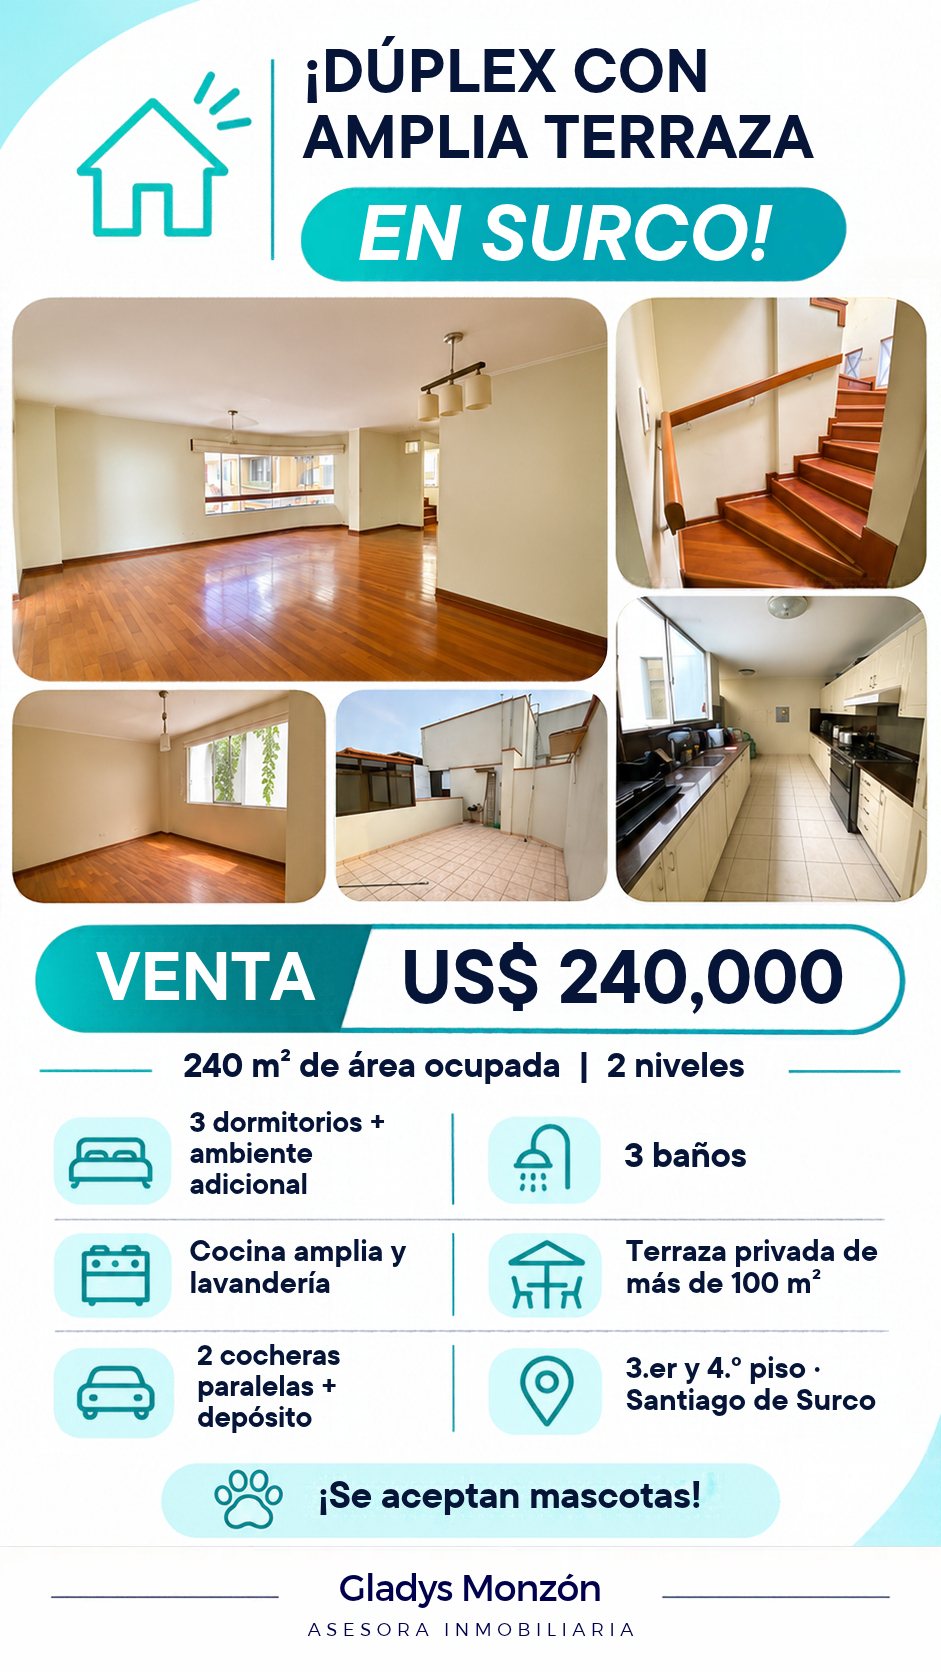 ¡DÚPLEX CON
AMPLIA TERRAZA
EN SURCO!
VENTA
US$ 240,000
240 m² de área ocupada | 2 niveles
3 dormitorios +
ambiente
adicional
3 baños
Cocina amplia y
lavandería
Terraza privada de
más de 100 m²
2 cocheras
paralelas +
depósito
3.er y 4.º piso ·
Santiago de Surco
¡Se aceptan mascotas!
Gladys Monzón
ASESORA INMOBILIARIA